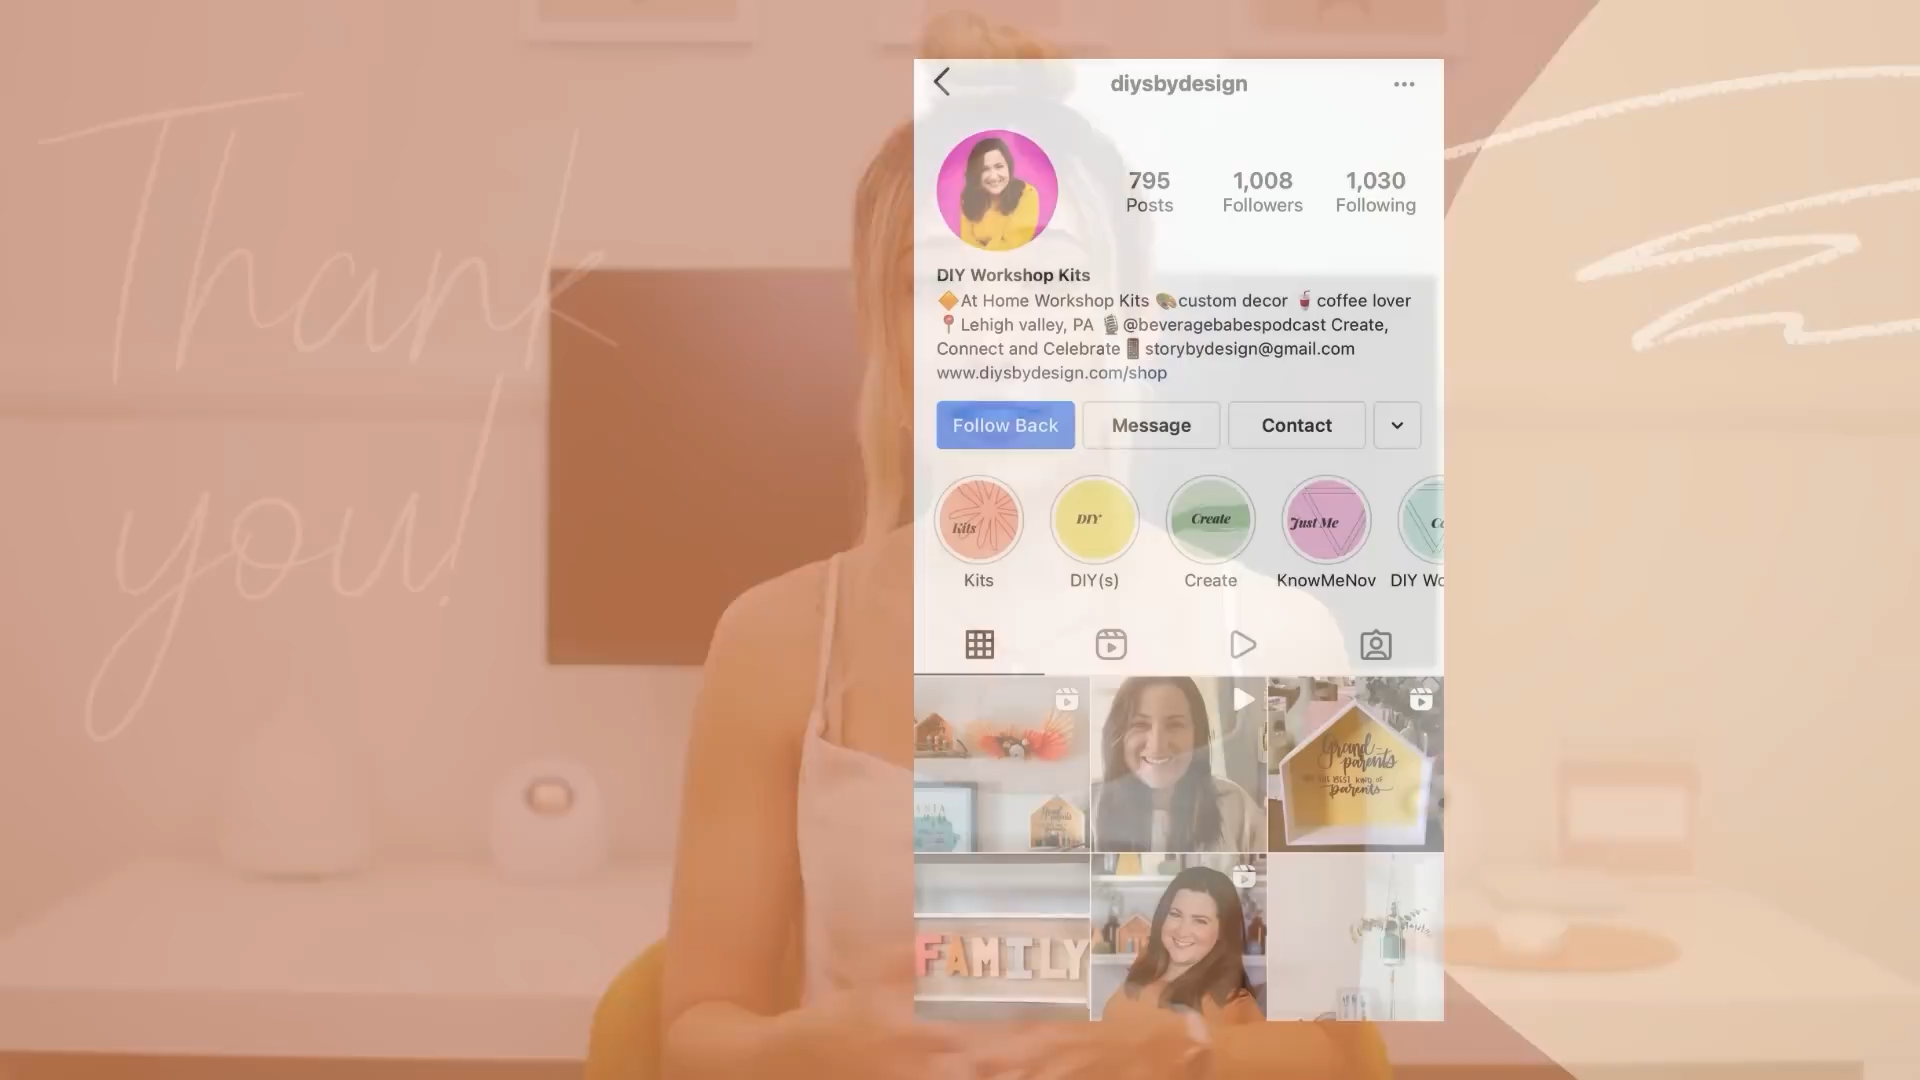 Thank
you!
diysbydesign
795
1,008
1,030
Posts
Followers
Following
DIY Workshop Kits
At Home Workshop Kits custom decor coffee lover
Lehigh valley, PA @beveragebabespodcast Create,
Connect and Celebrate storybydesign@gmail.com
www.diysbydesign.com/shop
Follow Back
Message
Contact
Kits
DIY
Create
Just Me
Kits
DIY(s)
Create
KnowMeNov
DIY Wo
Grand-
parents
parents
FAMILY